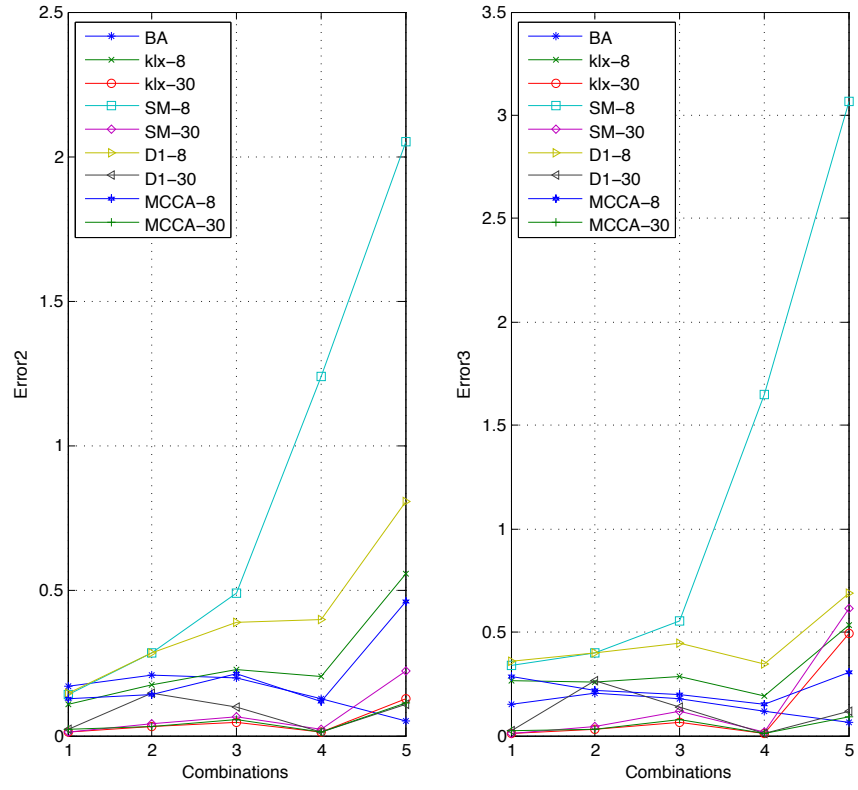 2.5
2
1.5
1
0.5
0
Error2
BA
klx-8
klx-30
SM-8
SM-30
D1-8
D1-30
MCCA-8
MCCA-30
1 2 3 4 5
Combinations
3.5
3
2.5
2
1.5
1
0.5
0
Error3
BA
klx-8
klx-30
SM-8
SM-30
D1-8
D1-30
MCCA-8
MCCA-30
1 2 3 4 5
Combinations